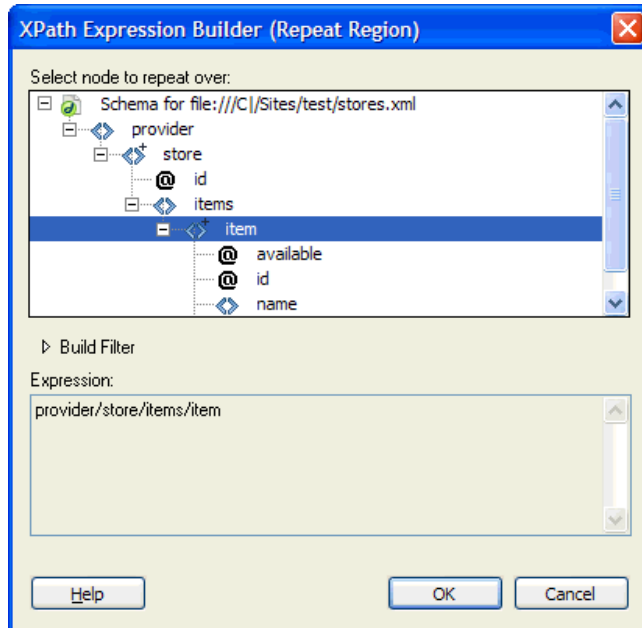 XPath Expression Builder (Repeat Region)
Select node to repeat over:
Schema for file:///C|/Sites/test/stores.xml
provider
store
@ id
items
item
@ available
@ id
name
Build Filter
Expression:
provider/store/items/item
Help
OK
Cancel